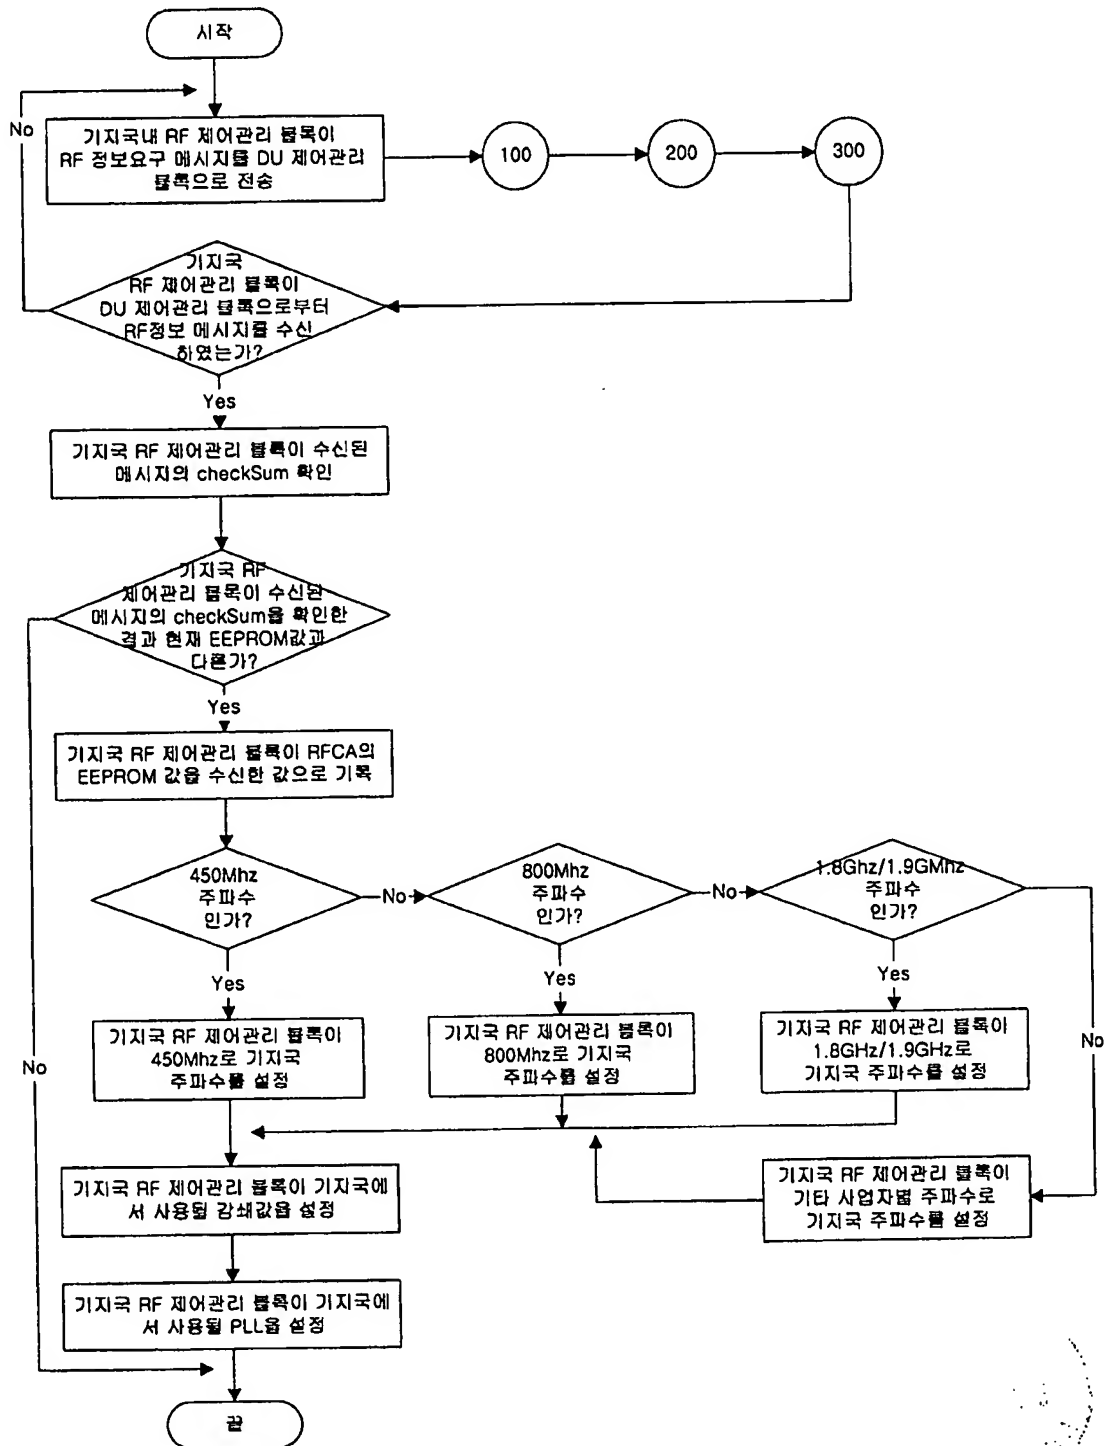 시작
No
기지국내 RF 제어관리 블록이
RF 정보요구 메시지를 DU 제어관리
블록으로 전송
100
200
300
기지국
RF 제어관리 블록이
DU 제어관리 블록으로부터
RF정보 메시지를 수신
하였는가?
Yes
기지국 RF 제어관리 블록이 수신된
메시지의 checkSum 확인
기지국 RF
제어관리 블록이 수신된
메시지의 checkSum을 확인한
결과 현재 EEPROM값과
다른가?
Yes
기지국 RF 제어관리 블록이 RFCA의
EEPROM 값을 수신한 값으로 기록
450Mhz
주파수
인가?
No
800Mhz
주파수
인가?
No
1.8Ghz/1.9GMhz
주파수
인가?
Yes
Yes
Yes
기지국 RF 제어관리 블록이
450Mhz로 기지국
주파수를 설정
기지국 RF 제어관리 블록이
800Mhz로 기지국
주파수를 설정
기지국 RF 제어관리 블록이
1.8GHz/1.9GHz로
기지국 주파수를 설정
No
No
기지국 RF 제어관리 블록이 기지국에
서 사용될 감쇄값을 설정
기지국 RF 제어관리 블록이
기타 사업자별 주파수로
기지국 주파수를 설정
기지국 RF 제어관리 블록이 기지국에
서 사용될 PLL을 설정
끝